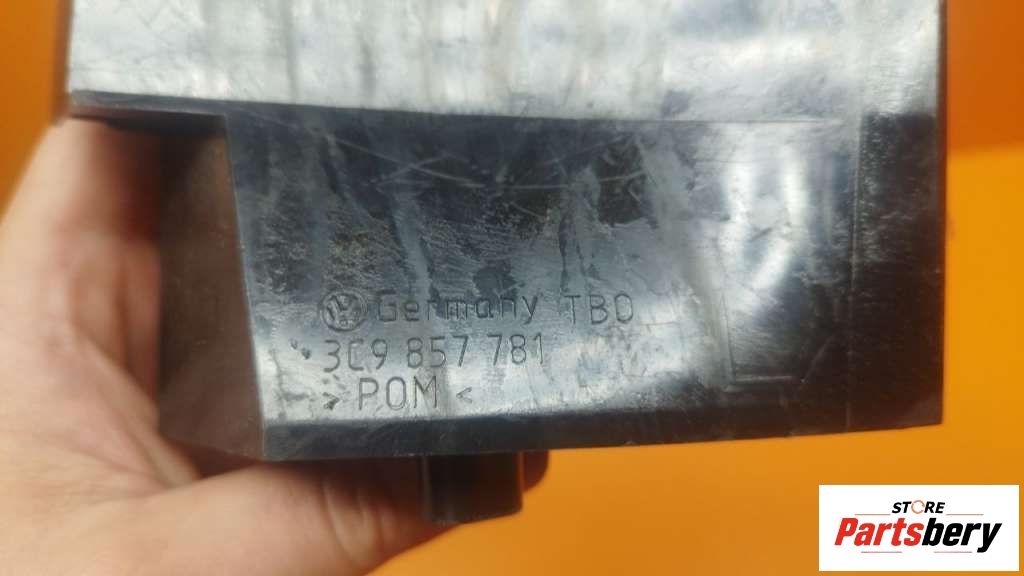 Germany TBO
3C9 857 781
> POM <
STORE
Partsbery